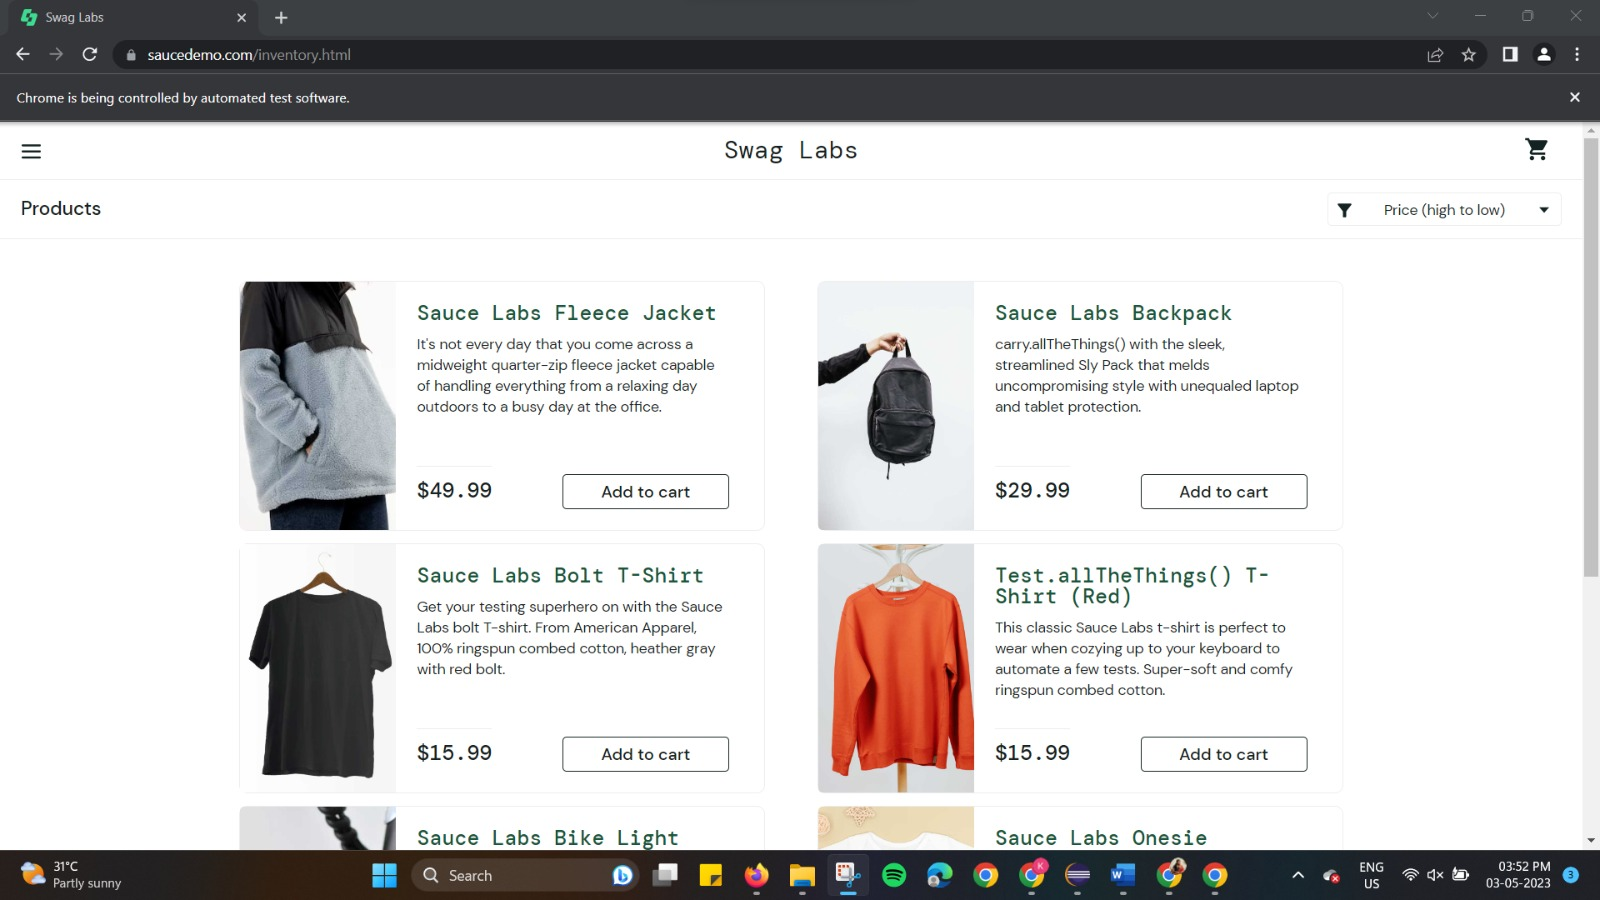 Swag Labs
saucedemo.com/inventory.html
Chrome is being controlled by automated test software.
Swag Labs
Products
Price (high to low)
Sauce Labs Fleece Jacket
It's not every day that you come across a
midweight quarter-zip fleece jacket capable
of handling everything from a relaxing day
outdoors to a busy day at the office.
$49.99
Add to cart
Sauce Labs Backpack
carry.allTheThings() with the sleek,
streamlined Sly Pack that melds
uncompromising style with unequaled laptop
and tablet protection.
$29.99
Add to cart
Sauce Labs Bolt T-Shirt
Get your testing superhero on with the Sauce
Labs bolt T-shirt. From American Apparel,
100% ringspun combed cotton, heather gray
with red bolt.
$15.99
Add to cart
Test.allTheThings() T-
Shirt (Red)
This classic Sauce Labs t-shirt is perfect to
wear when cozying up to your keyboard to
automate a few tests. Super-soft and comfy
ringspun combed cotton.
$15.99
Add to cart
Sauce Labs Bike Light
Sauce Labs Onesie
31°C
Partly sunny
Search
K
W
ENG
US
03:52 PM
03-05-2023
3